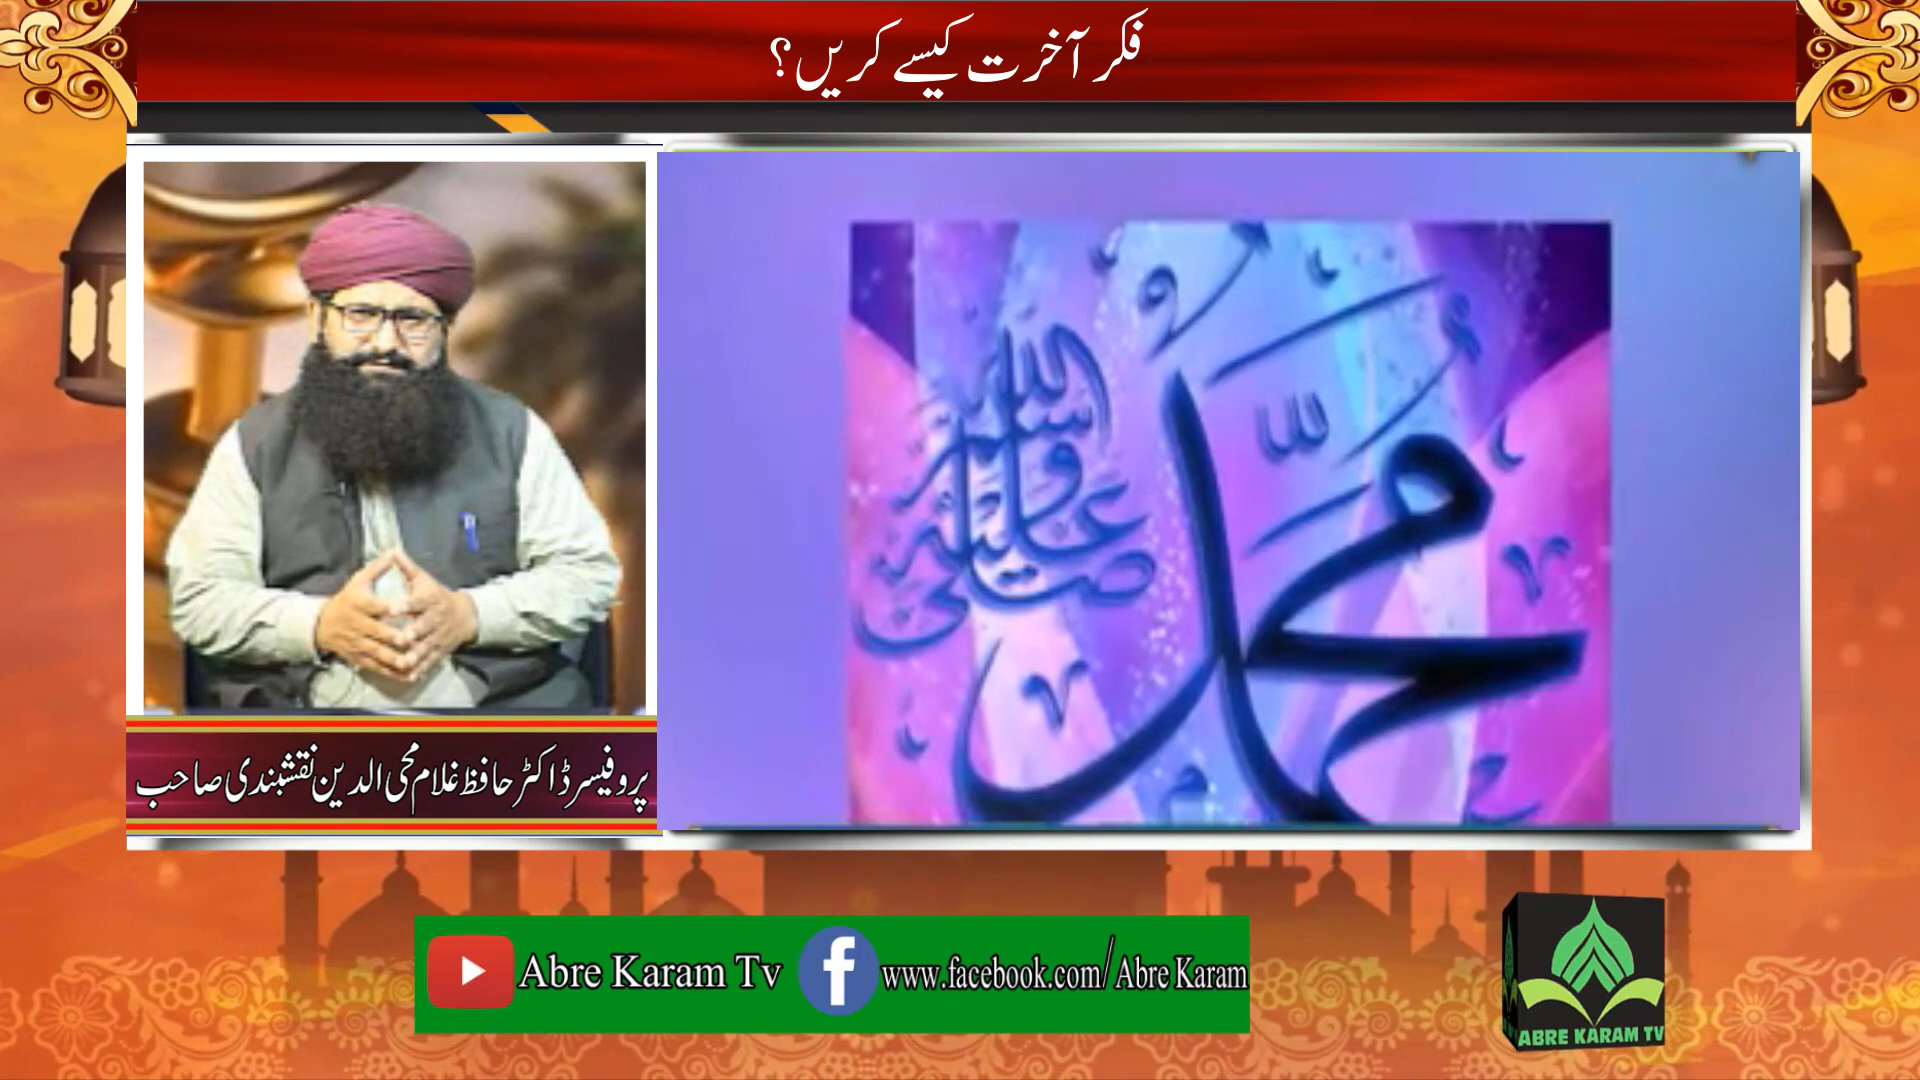 فکر آخرت کیسے کریں؟
محمد
صلی اللہ علیہ وسلم
پروفیسر ڈاکٹر حافظ غلام محی الدین نقشبندی صاحب
Abre Karam Tv
www.facebook.com/Abre Karam
ABRE KARAM TV